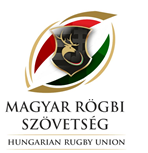 MAGYAR RÖGBI
SZÖVETSÉG
HUNGARIAN RUGBY UNION